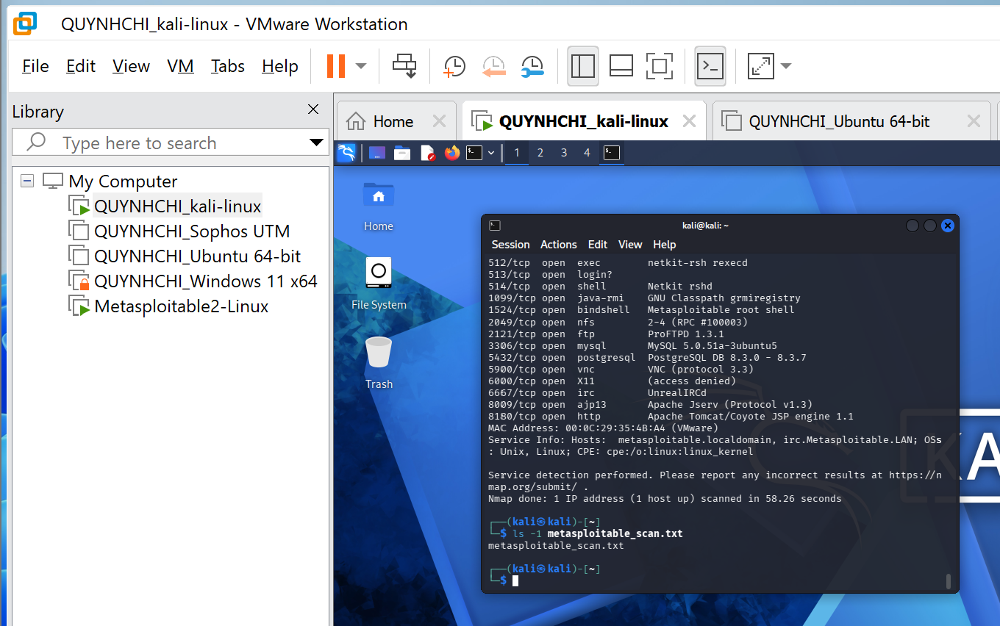 QUYNHCHI_kali-linux - VMware Workstation
File Edit View VM Tabs Help
Library
Type here to search
My Computer
QUYNHCHI_kali-linux
QUYNHCHI_Sophos UTM
QUYNHCHI_Ubuntu 64-bit
QUYNHCHI_Windows 11 x64
Metasploitable2-Linux
Home QUYNHCHI_kali-linux QUYNHCHI_Ubuntu 64-bit
1 2 3 4
Home
File System
Trash
kali@kali: ~
Session Actions Edit View Help
512/tcp open exec netkit-rsh rexecd
513/tcp open login?
514/tcp open shell Netkit rshd
1099/tcp open java-rmi GNU Classpath grmiregistry
1524/tcp open bindshell Metasploitable root shell
2049/tcp open nfs 2-4 (RPC #100003)
2121/tcp open ftp ProFTPD 1.3.1
3306/tcp open mysql MySQL 5.0.51a-3ubuntu5
5432/tcp open postgresql PostgreSQL DB 8.3.0 - 8.3.7
5900/tcp open vnc VNC (protocol 3.3)
6000/tcp open X11 (access denied)
6667/tcp open irc UnrealIRCd
8009/tcp open ajp13 Apache Jserv (Protocol v1.3)
8180/tcp open http Apache Tomcat/Coyote JSP engine 1.1
MAC Address: 00:0C:29:35:4B:A4 (VMware)
Service Info: Hosts:  metasploitable.localdomain, irc.Metasploitable.LAN; OSs
: Unix, Linux; CPE: cpe:/o:linux:linux_kernel
Service detection performed. Please report any incorrect results at https://n
map.org/submit/ .
Nmap done: 1 IP address (1 host up) scanned in 58.26 seconds
┌──(kali㉿kali)-[~]
└─$ ls -1 metasploitable_scan.txt
metasploitable_scan.txt
┌──(kali㉿kali)-[~]
└─$
KA